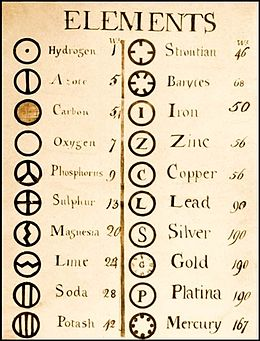 ELEMENTS
Wt
Hydrogen
Azote 5
Carbon 5
Oxygen 7
Phosphorus 9
Sulphur 13
Magnesia 20
Lime 24
Soda 28
Potash 42
Wt
Strontian 46
Barytes 68
I Iron 50
Z Zinc 56
C Copper 56
L Lead 90
S Silver 190
G Gold 190
P Platina 190
Mercury 167